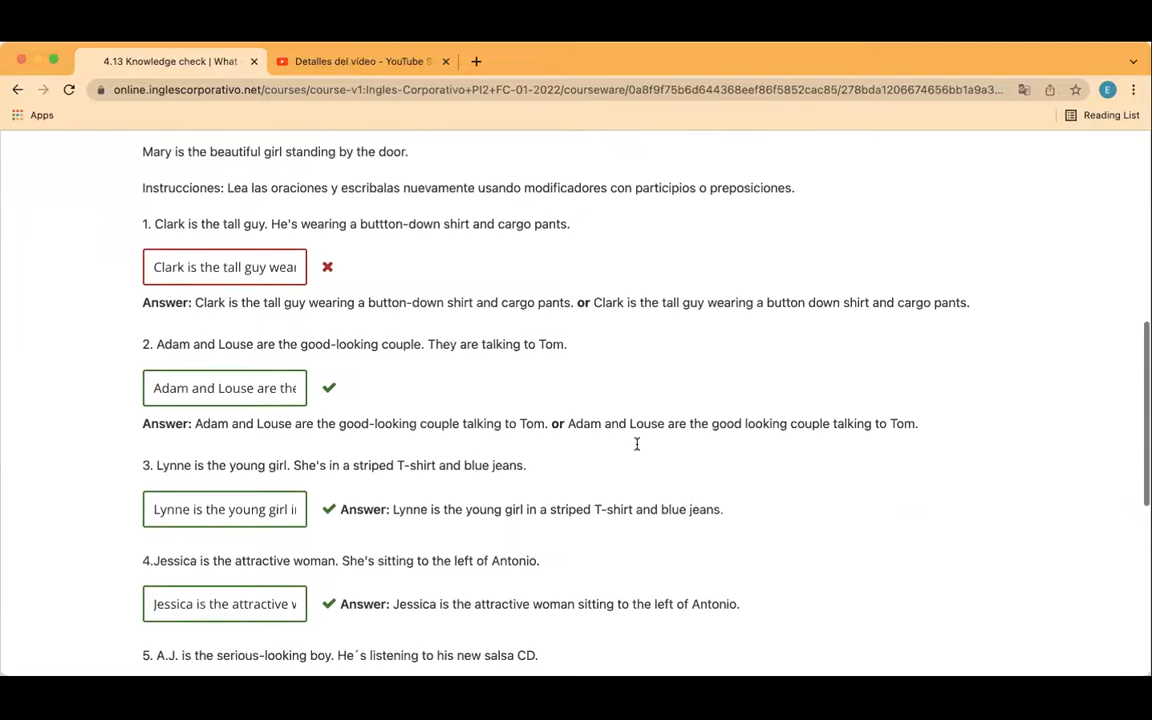 4.13 Knowledge check | What
Detalles del vídeo - YouTube S
online.inglescorporativo.net/courses/course-v1:Ingles-Corporativo+PI2+FC-01-2022/courseware/0a8f9f75b6d644368eef86f5852cac85/278bda1206674656bb1a9a3...
E
Apps
Reading List
Mary is the beautiful girl standing by the door.
Instrucciones: Lea las oraciones y escribalas nuevamente usando modificadores con participios o preposiciones.
1. Clark is the tall guy. He's wearing a buttton-down shirt and cargo pants.
Clark is the tall guy wear
Answer: Clark is the tall guy wearing a button-down shirt and cargo pants. or Clark is the tall guy wearing a button down shirt and cargo pants.
2. Adam and Louse are the good-looking couple. They are talking to Tom.
Adam and Louse are the
Answer: Adam and Louse are the good-looking couple talking to Tom. or Adam and Louse are the good looking couple talking to Tom.
3. Lynne is the young girl. She's in a striped T-shirt and blue jeans.
Lynne is the young girl i
Answer: Lynne is the young girl in a striped T-shirt and blue jeans.
4.Jessica is the attractive woman. She's sitting to the left of Antonio.
Jessica is the attractive w
Answer: Jessica is the attractive woman sitting to the left of Antonio.
5. A.J. is the serious-looking boy. He´s listening to his new salsa CD.